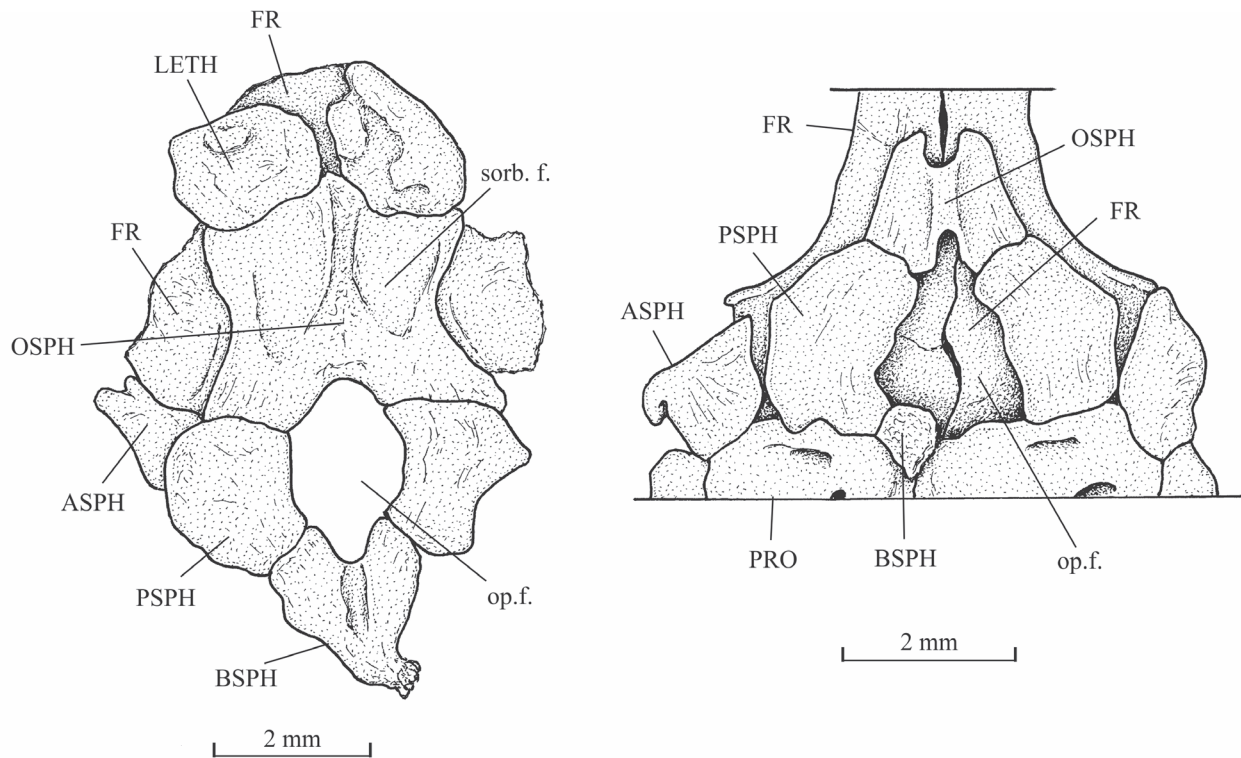 FR
LETH
sorb. f.
FR
OSPH
ASPH
PSPH
op.f.
BSPH
2 mm
FR
OSPH
PSPH
FR
ASPH
PRO
BSPH
op.f.
2 mm